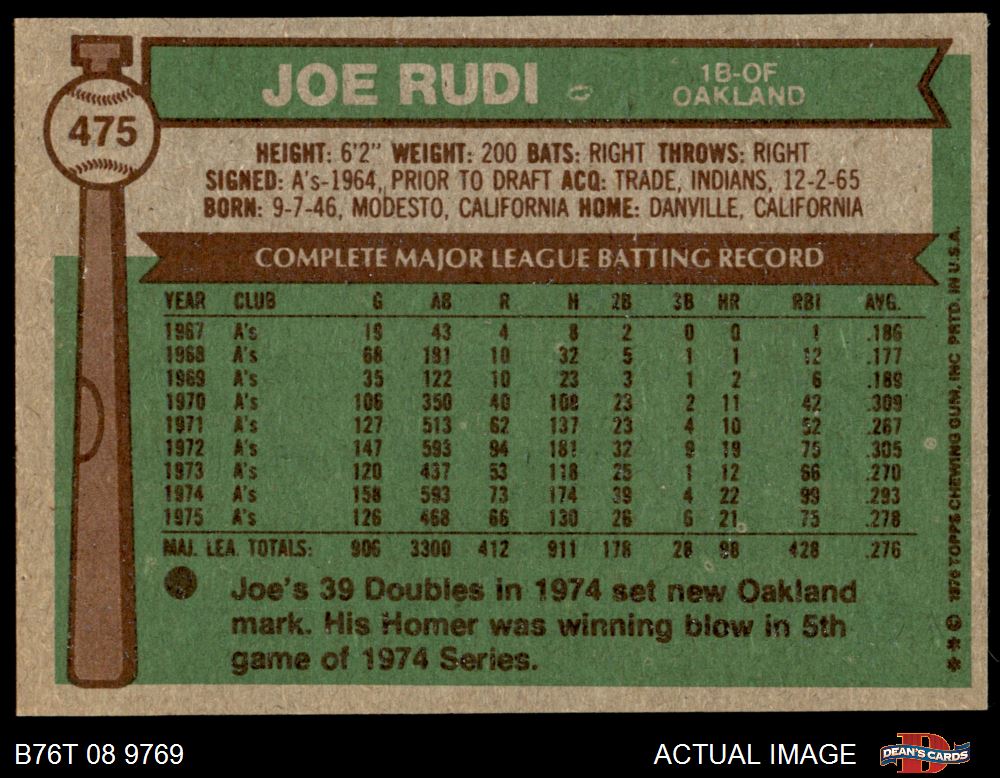 JOE RUDI
1B-OF
OAKLAND
475
HEIGHT: 6'2" WEIGHT: 200 BATS: RIGHT THROWS: RIGHT
SIGNED: A's-1964, PRIOR TO DRAFT ACQ: TRADE, INDIANS, 12-2-65
BORN: 9-7-46, MODESTO, CALIFORNIA HOME: DANVILLE, CALIFORNIA
COMPLETE MAJOR LEAGUE BATTING RECORD
YEAR CLUB G AB R H 2B 3B HR RBI AVG.
1967 A's 19 43 4 8 2 0 0 1 .186
1968 A's 68 181 10 32 5 1 1 12 .177
1969 A's 35 122 10 23 3 1 2 6 .189
1970 A's 106 350 40 108 23 2 11 42 .309
1971 A's 127 513 62 137 23 4 10 52 .267
1972 A's 147 593 94 181 32 9 19 75 .305
1973 A's 120 437 53 118 25 1 12 66 .270
1974 A's 158 593 73 174 39 4 22 99 .293
1975 A's 126 468 66 130 26 6 21 75 .278
MAJ. LEA. TOTALS: 906 3300 412 911 178 28 98 428 .276
Joe's 39 Doubles in 1974 set new Oakland
mark. His Homer was winning blow in 5th
game of 1974 Series.
* * © 1976 TOPPS CHEWING GUM, INC PRTD. IN U.S.A.
B76T 08 9769
ACTUAL IMAGE
D
DEAN'S CARDS